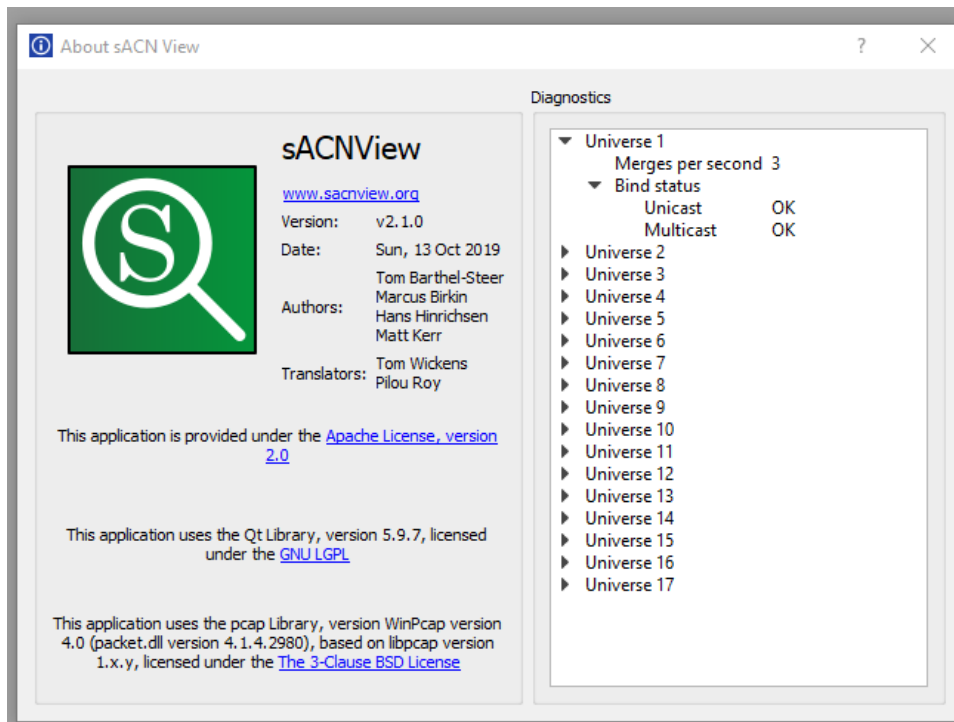 About sACN View
?
sACNView
www.sacnview.org
Version: v2.1.0
Date: Sun, 13 Oct 2019
Authors:
Tom Barthel-Steer
Marcus Birkin
Hans Hinrichsen
Matt Kerr
Translators:
Tom Wickens
Pilou Roy
This application is provided under the Apache License, version
2.0
This application uses the Qt Library, version 5.9.7, licensed
under the GNU LGPL
This application uses the pcap Library, version WinPcap version
4.0 (packet.dll version 4.1.4.2980), based on libpcap version
1.x.y, licensed under the The 3-Clause BSD License
Diagnostics
Universe 1
Merges per second 3
Bind status
Unicast OK
Multicast OK
Universe 2
Universe 3
Universe 4
Universe 5
Universe 6
Universe 7
Universe 8
Universe 9
Universe 10
Universe 11
Universe 12
Universe 13
Universe 14
Universe 15
Universe 16
Universe 17